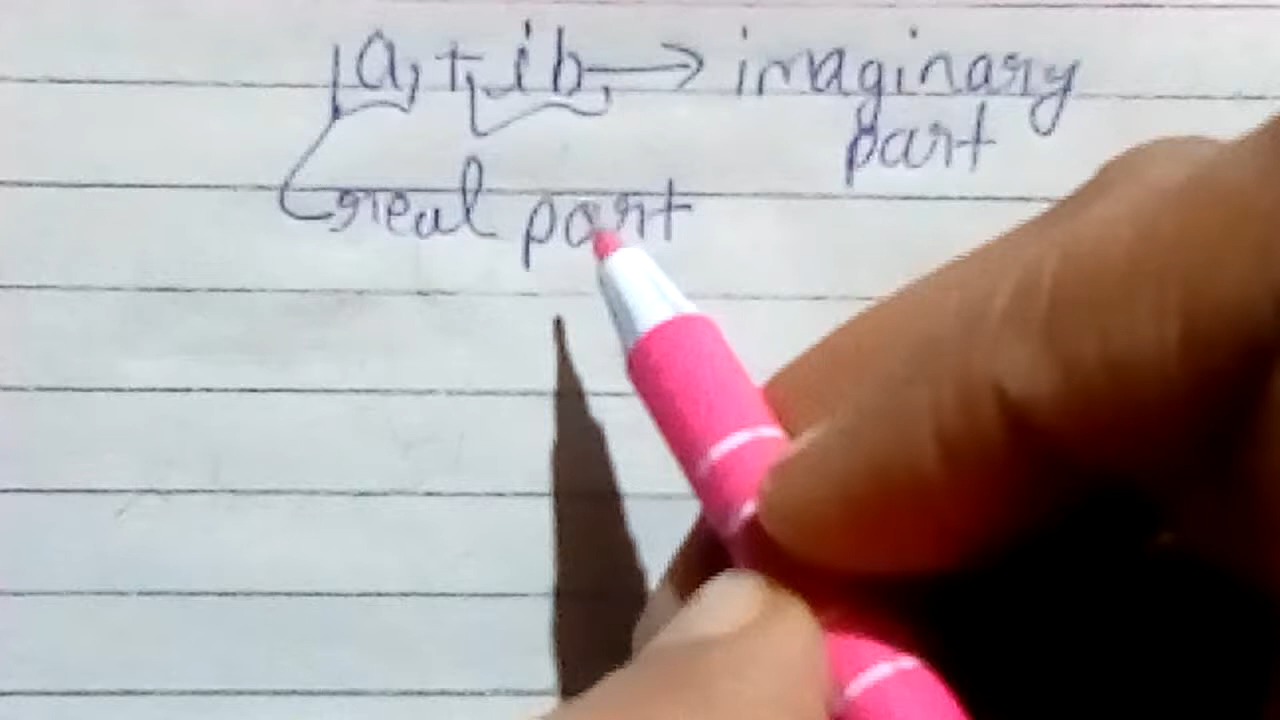 a + ib → imaginary
part
real part